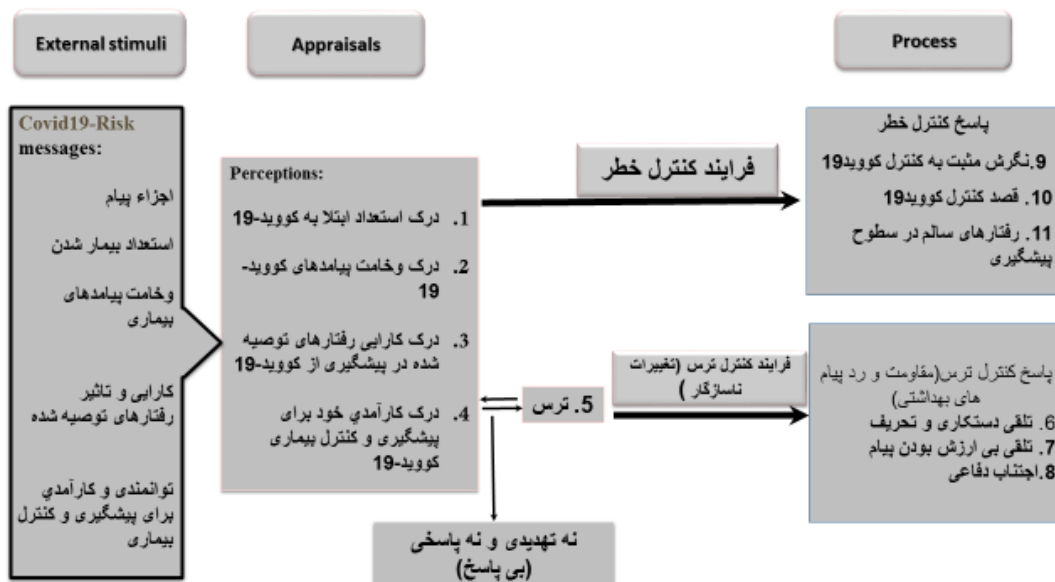 External stimuli
Appraisals
Process
Covid19-Risk
messages:
اجزاء پیام
استعداد بیمار شدن
وخامت پیامدهای
بیماری
کارایی و تاثیر
رفتارهای توصیه شده
توانمندی و کارآمدي
برای پیشگیری و کنترل
بیماری
Perceptions:
1. درک استعداد ابتلا به کووید-19
2. درک وخامت پیامدهای کووید-
19
3. درک کارایی رفتارهای توصیه
شده در پیشگیری از کووید-19
4. درک کارآمدي خود برای
پیشگیری و کنترل بیماری
کووید-19
فرایند کنترل خطر
پاسخ کنترل خطر
9.نگرش مثبت به کنترل کووید19
10. قصد کنترل کووید19
11. رفتارهای سالم در سطوح
پیشگیری
5. ترس
فرایند کنترل ترس (تغییرات
ناسازگار )
پاسخ کنترل ترس(مقاومت و رد پیام
های بهداشتی)
6. تلقی دستکاری و تحریف
7. تلقی بی ارزش بودن پیام
8.اجتناب دفاعی
نه تهدیدی و نه پاسخی
(بی پاسخ)